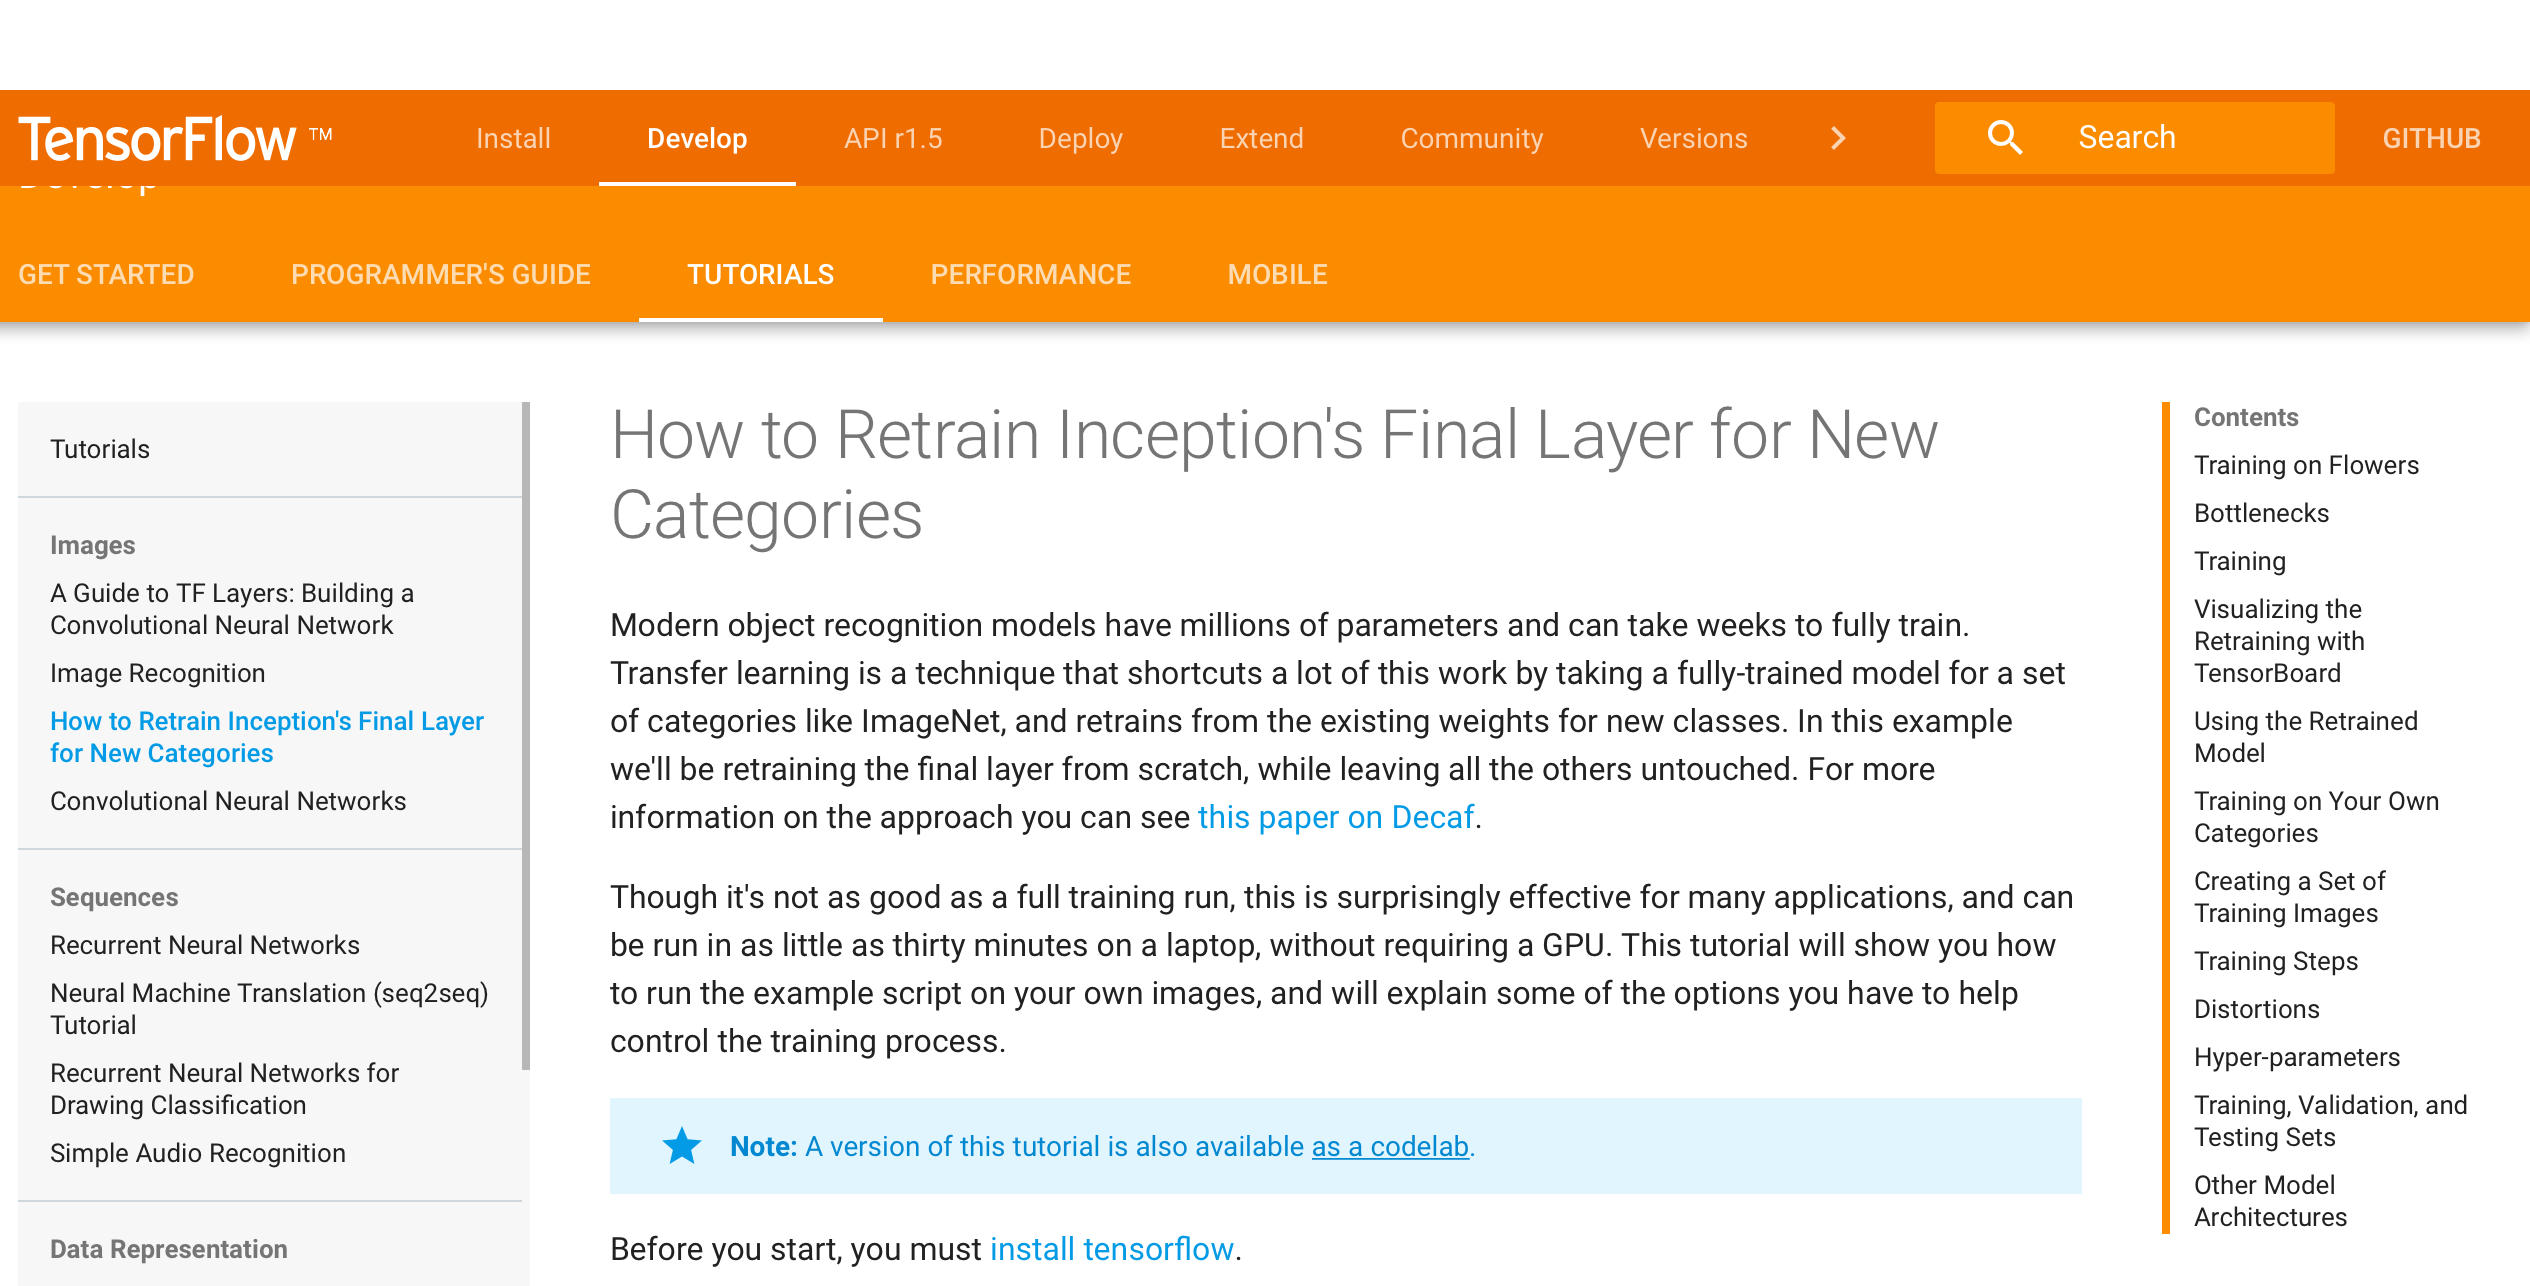 TensorFlow ™
Install
Develop
API r1.5
Deploy
Extend
Community
Versions
Search
GITHUB
Develop
GET STARTED
PROGRAMMER'S GUIDE
TUTORIALS
PERFORMANCE
MOBILE
Tutorials
Images
A Guide to TF Layers: Building a
Convolutional Neural Network
Image Recognition
How to Retrain Inception's Final Layer
for New Categories
Convolutional Neural Networks
Sequences
Recurrent Neural Networks
Neural Machine Translation (seq2seq)
Tutorial
Recurrent Neural Networks for
Drawing Classification
Simple Audio Recognition
Data Representation
How to Retrain Inception's Final Layer for New
Categories
Modern object recognition models have millions of parameters and can take weeks to fully train.
Transfer learning is a technique that shortcuts a lot of this work by taking a fully-trained model for a set
of categories like ImageNet, and retrains from the existing weights for new classes. In this example
we'll be retraining the final layer from scratch, while leaving all the others untouched. For more
information on the approach you can see this paper on Decaf.
Though it's not as good as a full training run, this is surprisingly effective for many applications, and can
be run in as little as thirty minutes on a laptop, without requiring a GPU. This tutorial will show you how
to run the example script on your own images, and will explain some of the options you have to help
control the training process.
Note: A version of this tutorial is also available as a codelab.
Before you start, you must install tensorflow.
Contents
Training on Flowers
Bottlenecks
Training
Visualizing the
Retraining with
TensorBoard
Using the Retrained
Model
Training on Your Own
Categories
Creating a Set of
Training Images
Training Steps
Distortions
Hyper-parameters
Training, Validation, and
Testing Sets
Other Model
Architectures